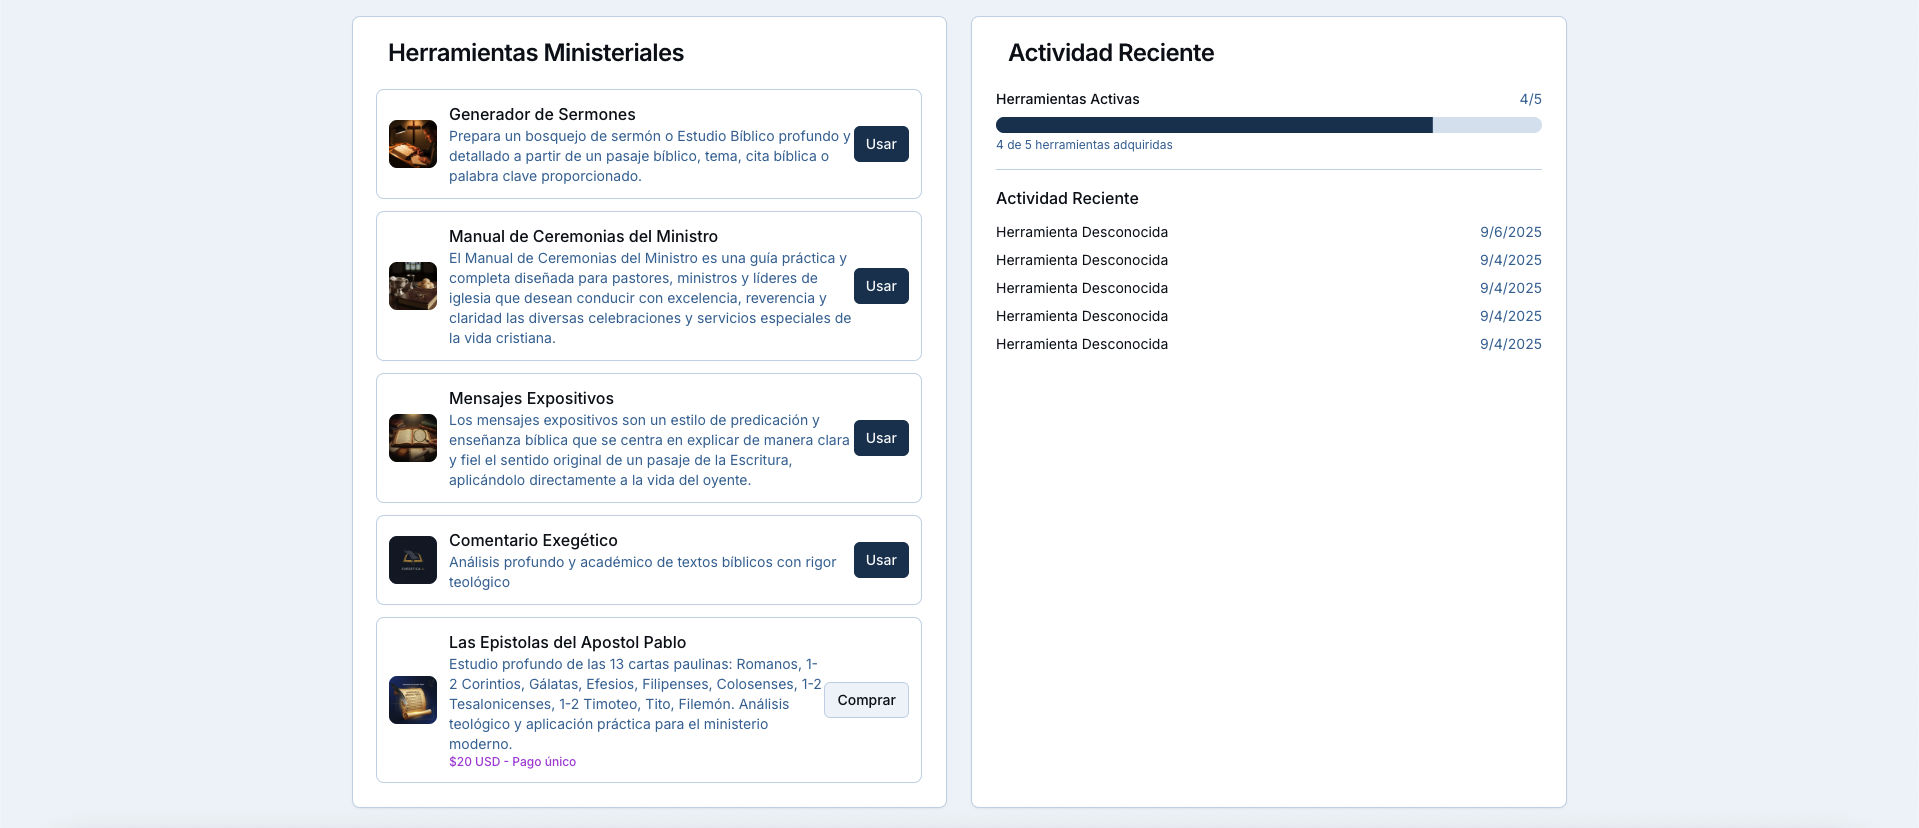 Herramientas Ministeriales
Generador de Sermones
Prepara un bosquejo de sermón o Estudio Bíblico profundo y
detallado a partir de un pasaje bíblico, tema, cita bíblica o
palabra clave proporcionado.
Usar
Manual de Ceremonias del Ministro
El Manual de Ceremonias del Ministro es una guía práctica y
completa diseñada para pastores, ministros y líderes de
iglesia que desean conducir con excelencia, reverencia y
claridad las diversas celebraciones y servicios especiales de
la vida cristiana.
Usar
Mensajes Expositivos
Los mensajes expositivos son un estilo de predicación y
enseñanza bíblica que se centra en explicar de manera clara
y fiel el sentido original de un pasaje de la Escritura,
aplicándolo directamente a la vida del oyente.
Usar
Comentario Exegético
Análisis profundo y académico de textos bíblicos con rigor
teológico
Usar
Las Epistolas del Apostol Pablo
Estudio profundo de las 13 cartas paulinas: Romanos, 1-
2 Corintios, Gálatas, Efesios, Filipenses, Colosenses, 1-2
Tesalonicenses, 1-2 Timoteo, Tito, Filemón. Análisis
teológico y aplicación práctica para el ministerio
moderno.
$20 USD - Pago único
Comprar
Actividad Reciente
Herramientas Activas 4/5
4 de 5 herramientas adquiridas
Actividad Reciente
Herramienta Desconocida 9/6/2025
Herramienta Desconocida 9/4/2025
Herramienta Desconocida 9/4/2025
Herramienta Desconocida 9/4/2025
Herramienta Desconocida 9/4/2025